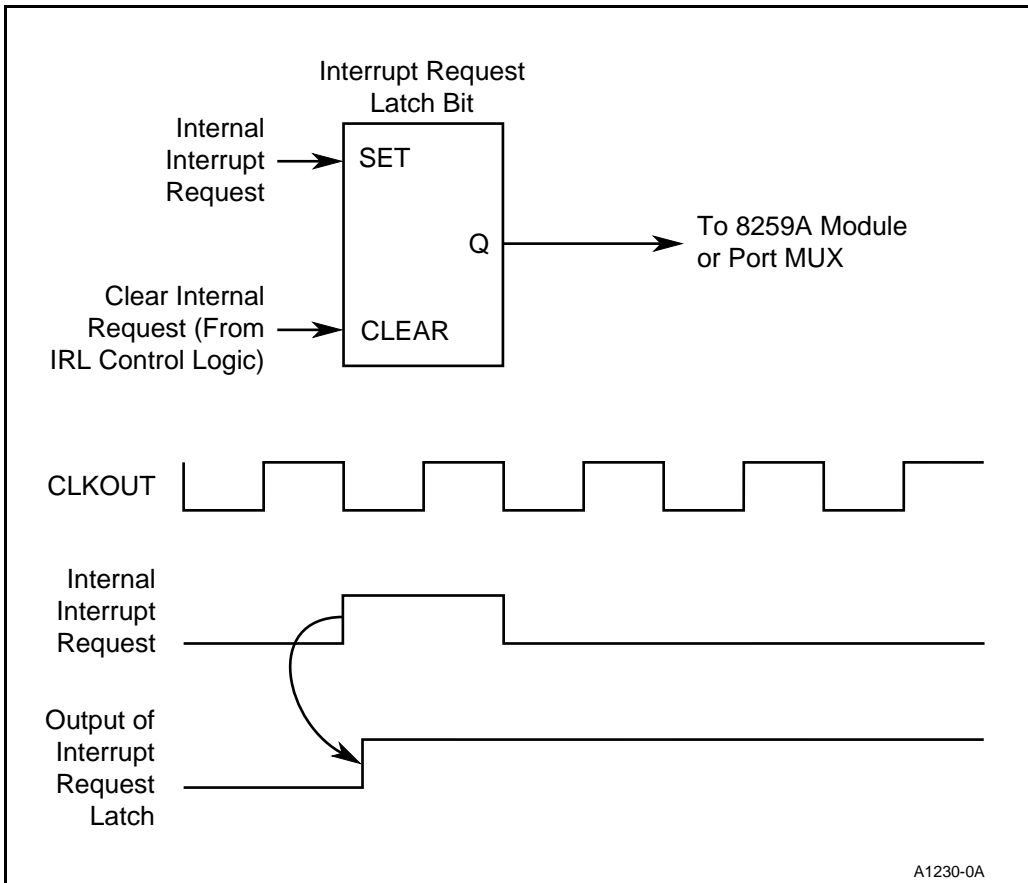 Interrupt Request
Latch Bit
Internal
Interrupt
Request
SET
Q
To 8259A Module
or Port MUX
Clear Internal
Request (From
IRL Control Logic)
CLEAR
CLKOUT
Internal
Interrupt
Request
Output of
Interrupt
Request
Latch
A1230-0A